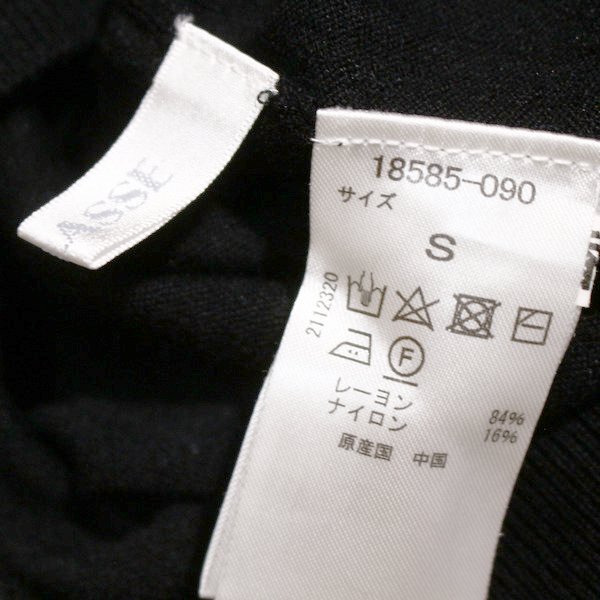 ASSE
18585-090
サイズ
S
2112320
F
レーヨン 84%
ナイロン 16%
原産国 中国